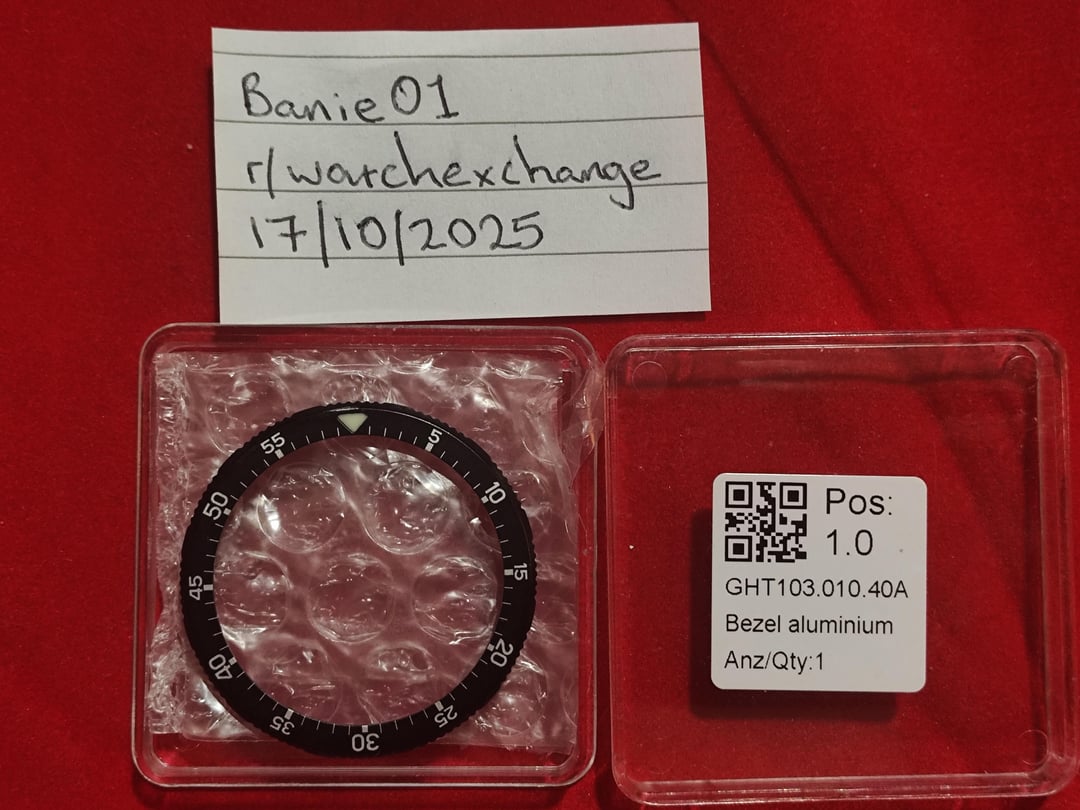 Banie01
r/watchexchange
17/10/2025
5
10
15
20
25
30
35
40
45
50
55
Pos:
1.0
GHT103.010.40A
Bezel aluminium
Anz/Qty:1